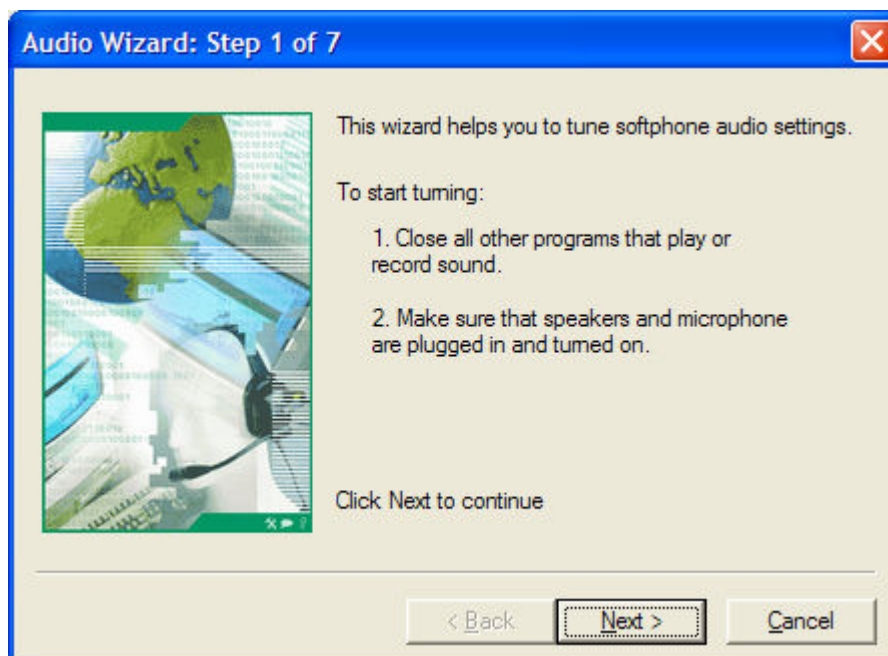 Audio Wizard: Step 1 of 7
This wizard helps you to tune softphone audio settings.
To start turning:
1. Close all other programs that play or
record sound.
2. Make sure that speakers and microphone
are plugged in and turned on.
Click Next to continue
< Back
Next >
Cancel